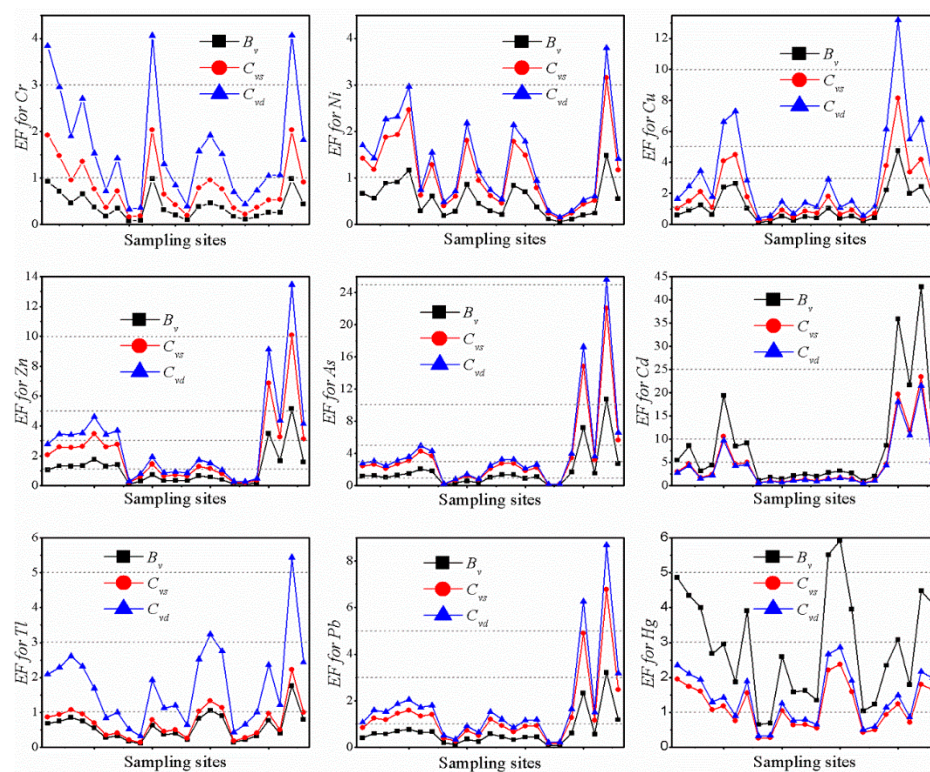 EF for Cr
4
3
2
1
0
B_v
C_vs
C_vd
Sampling sites
EF for Ni
4
3
2
1
0
B_v
C_vs
C_vd
Sampling sites
EF for Cu
12
10
8
6
4
2
0
B_v
C_vs
C_vd
Sampling sites
EF for Zn
14
12
10
8
6
5
4
3
2
1
0
B_v
C_vs
C_vd
Sampling sites
EF for As
24
20
16
12
8
4
0
B_v
C_vs
C_vd
Sampling sites
EF for Cd
45
40
35
30
25
20
15
10
5
0
B_v
C_vs
C_vd
Sampling sites
EF for Tl
6
5
4
3
2
1
0
B_v
C_vs
C_vd
Sampling sites
EF for Pb
8
6
4
2
0
B_v
C_vs
C_vd
Sampling sites
EF for Hg
6
5
4
3
2
1
0
B_v
C_vs
C_vd
Sampling sites